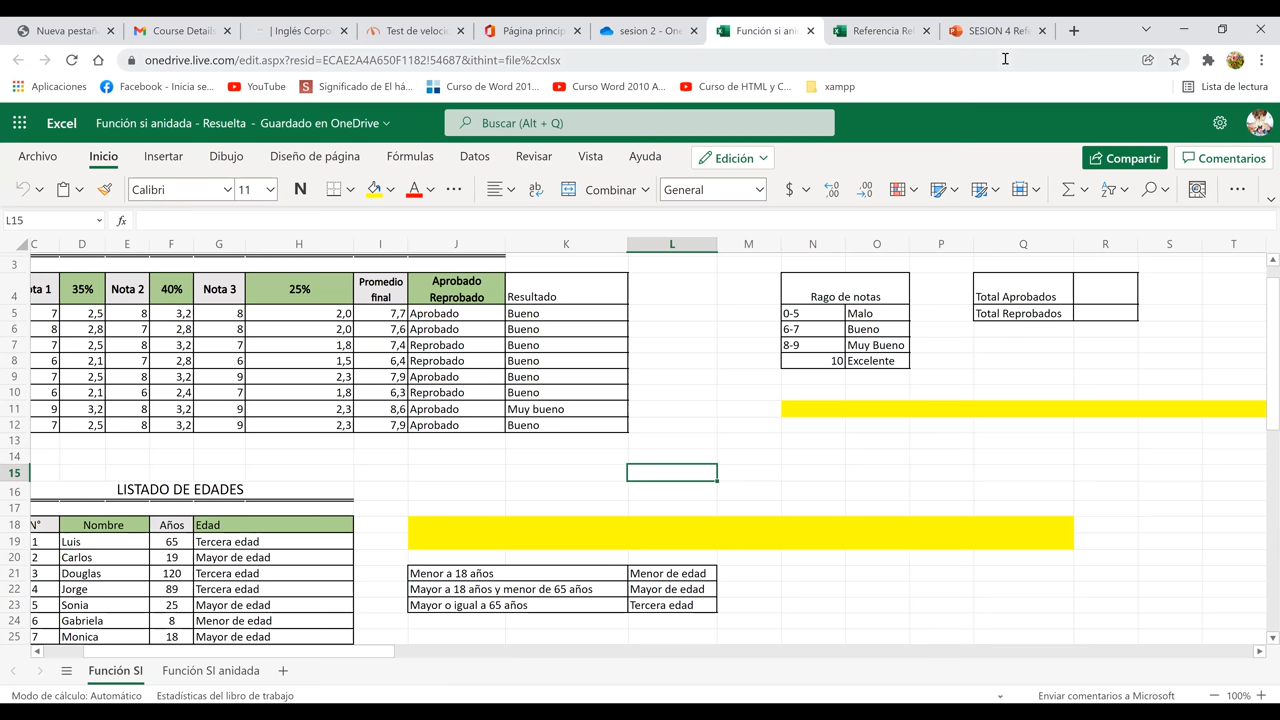 Nueva pestañ
Course Details
| Inglés Corpo
Test de veloci
Página princip
sesion 2 - One
Función si ani
Referencia Rel
SESION 4 Refe
onedrive.live.com/edit.aspx?resid=ECAE2A4A650F1182!54687&ithint=file%2cxlsx
Aplicaciones
Facebook - Inicia se...
YouTube
Significado de El há...
Curso de Word 201...
Curso Word 2010 A...
Curso de HTML y C...
xampp
Lista de lectura
Excel
Función si anidada - Resuelta - Guardado en OneDrive
Buscar (Alt + Q)
Archivo
Inicio
Insertar
Dibujo
Diseño de página
Fórmulas
Datos
Revisar
Vista
Ayuda
Edición
Compartir
Comentarios
Calibri
11
N
Combinar
General
L15
fx
C D E F G H I J K L M N O P Q R S T
3
4 ota 1 35% Nota 2 40% Nota 3 25% Promedio final Aprobado Reprobado Resultado Rago de notas Total Aprobados
5 7 2,5 8 3,2 8 2,0 7,7 Aprobado Bueno 0-5 Malo Total Reprobados
6 8 2,8 7 2,8 8 2,0 7,6 Aprobado Bueno 6-7 Bueno
7 7 2,5 8 3,2 7 1,8 7,4 Reprobado Bueno 8-9 Muy Bueno
8 6 2,1 7 2,8 6 1,5 6,4 Reprobado Bueno 10 Excelente
9 7 2,5 8 3,2 9 2,3 7,9 Aprobado Bueno
10 6 2,1 6 2,4 7 1,8 6,3 Reprobado Bueno
11 9 3,2 8 3,2 9 2,3 8,6 Aprobado Muy bueno
12 7 2,5 8 3,2 9 2,3 7,9 Aprobado Bueno
13
14
15
16 LISTADO DE EDADES
17
18 N° Nombre Años Edad
19 1 Luis 65 Tercera edad
20 2 Carlos 19 Mayor de edad
21 3 Douglas 120 Tercera edad Menor a 18 años Menor de edad
22 4 Jorge 89 Tercera edad Mayor a 18 años y menor de 65 años Mayor de edad
23 5 Sonia 25 Mayor de edad Mayor o igual a 65 años Tercera edad
24 6 Gabriela 8 Menor de edad
25 7 Monica 18 Mayor de edad
Función SI
Función SI anidada
Modo de cálculo: Automático
Estadísticas del libro de trabajo
Enviar comentarios a Microsoft
100%